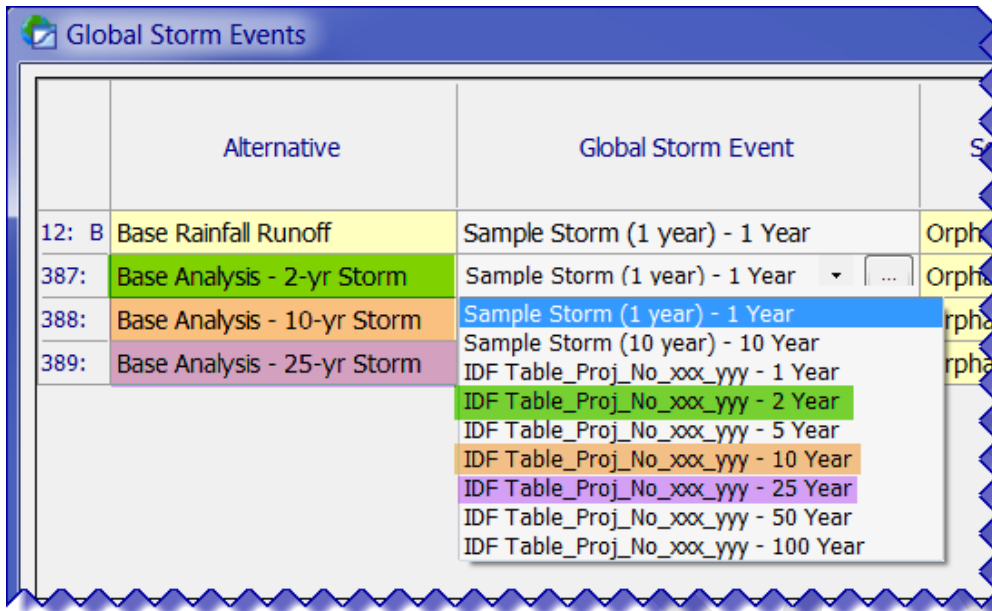 Global Storm Events
Alternative Global Storm Event
12: B Base Rainfall Runoff Sample Storm (1 year) - 1 Year
387: Base Analysis - 2-yr Storm Sample Storm (1 year) - 1 Year ...
388: Base Analysis - 10-yr Storm
389: Base Analysis - 25-yr Storm
Sample Storm (1 year) - 1 Year
Sample Storm (10 year) - 10 Year
IDF Table_Proj_No_xxx_yyy - 1 Year
IDF Table_Proj_No_xxx_yyy - 2 Year
IDF Table_Proj_No_xxx_yyy - 5 Year
IDF Table_Proj_No_xxx_yyy - 10 Year
IDF Table_Proj_No_xxx_yyy - 25 Year
IDF Table_Proj_No_xxx_yyy - 50 Year
IDF Table_Proj_No_xxx_yyy - 100 Year